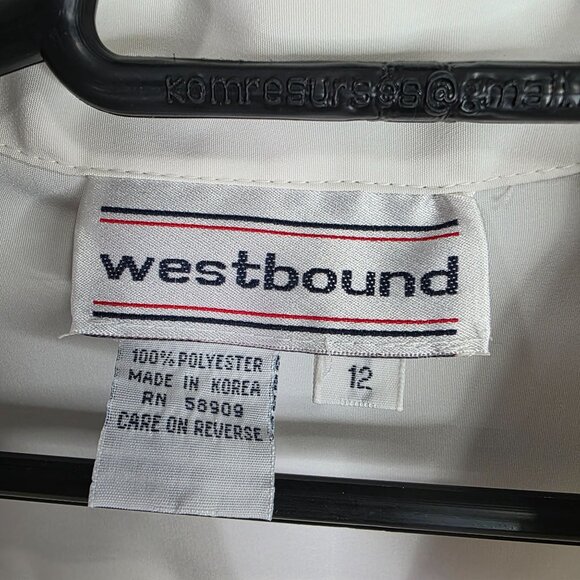 komresurses@gmail.
westbound
100% POLYESTER
MADE IN KOREA
RN 58909
CARE ON REVERSE
12